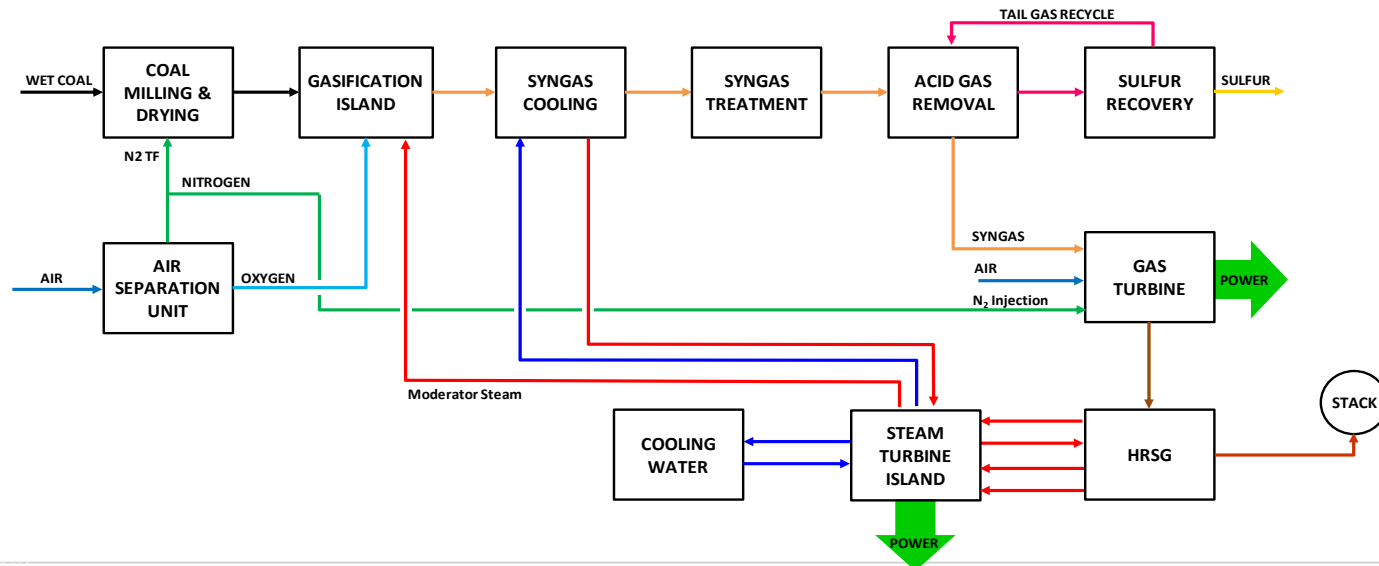 TAIL GAS RECYCLE
WET COAL
COAL
MILLING &
DRYING
GASIFICATION
ISLAND
SYNGAS
COOLING
SYNGAS
TREATMENT
ACID GAS
REMOVAL
SULFUR
RECOVERY
SULFUR
N2 TF
NITROGEN
AIR
AIR
SEPARATION
UNIT
OXYGEN
SYNGAS
AIR
N₂ Injection
GAS
TURBINE
POWER
Moderator Steam
COOLING
WATER
STEAM
TURBINE
ISLAND
HRSG
STACK
POWER